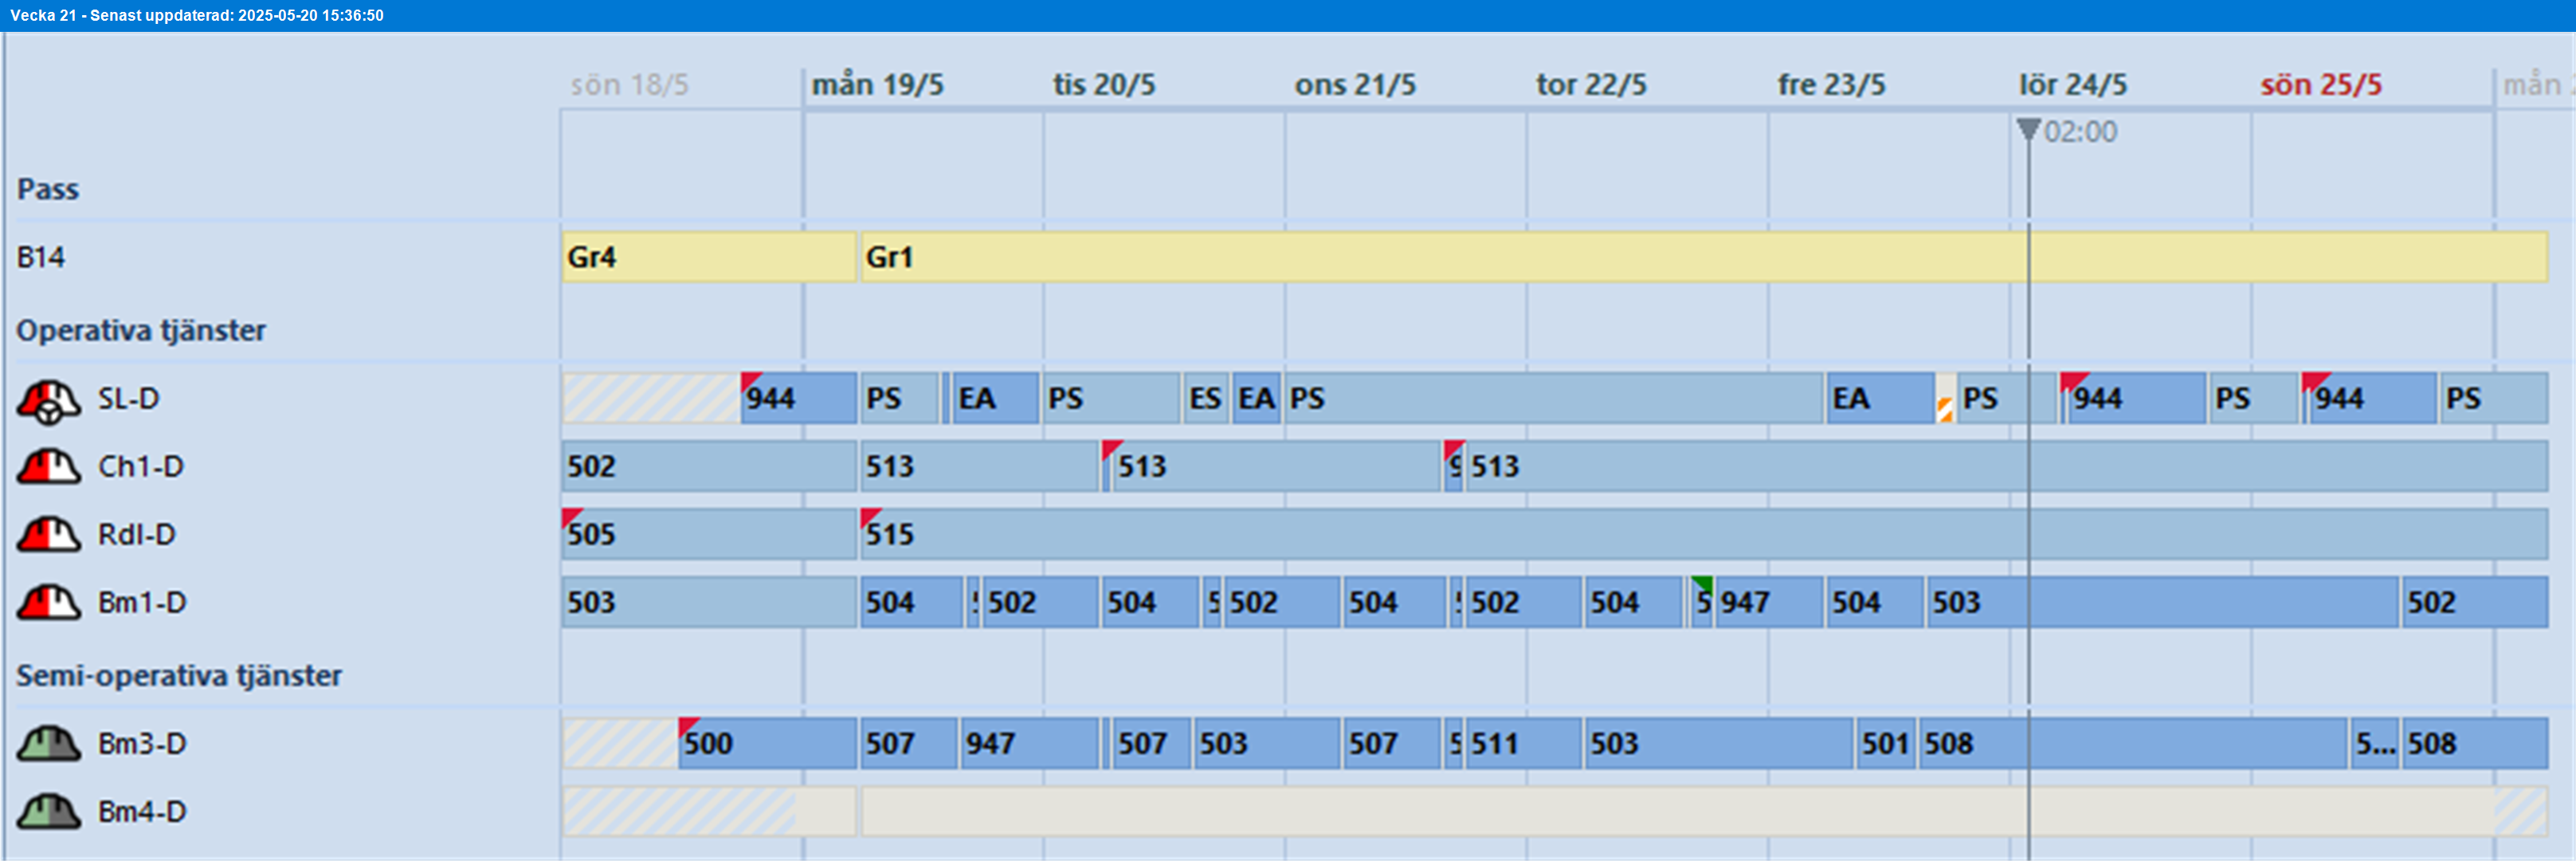 Vecka 21 - Senast uppdaterad: 2025-05-20 15:36:50
sön 18/5 mån 19/5 tis 20/5 ons 21/5 tor 22/5 fre 23/5 lör 24/5 sön 25/5 mån
02:00
Pass
B14 Gr4 Gr1
Operativa tjänster
SL-D 944 PS EA PS ES EA PS EA PS 944 PS 944 PS
Ch1-D 502 513 513 513
Rdl-D 505 515
Bm1-D 503 504 502 504 5 502 504 502 504 5 947 504 503 502
Semi-operativa tjänster
Bm3-D 500 507 947 507 503 507 5 511 503 501 508 5... 508
Bm4-D